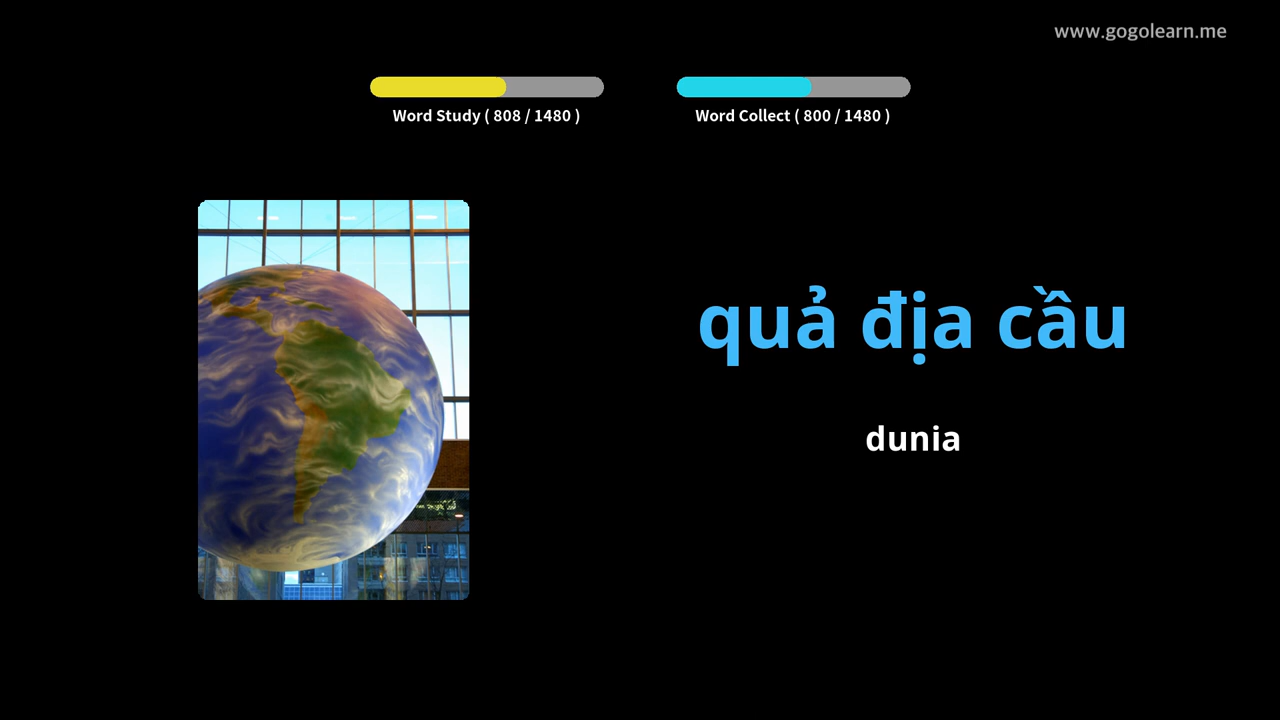 www.gogolearn.me
Word Study ( 808 / 1480 )
Word Collect ( 800 / 1480 )
quả địa cầu
dunia